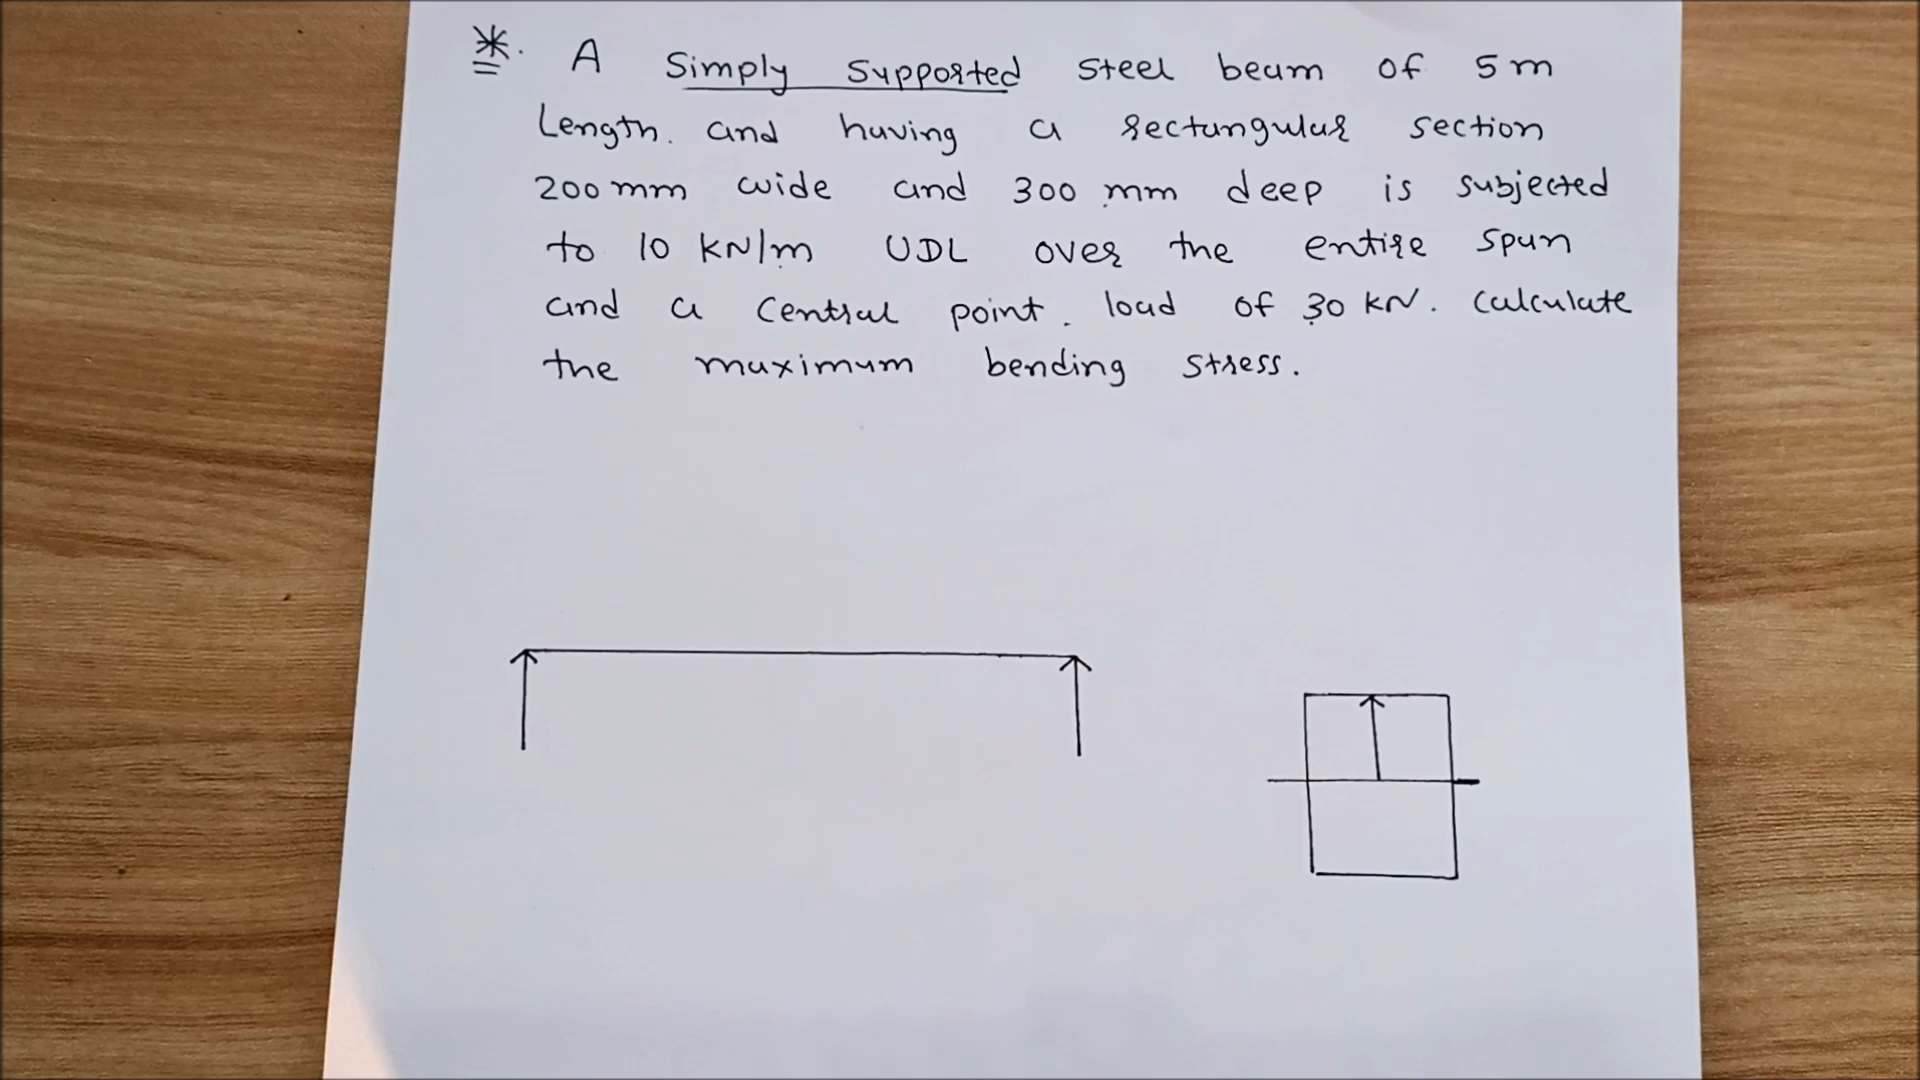 *. A Simply Supported Steel beam of 5 m
Length. and having a rectangular section
200 mm wide and 300 mm deep is subjected
to 10 KN/m UDL over the entire span
and a central point. load of 30 KN. Calculate
the maximum bending stress.